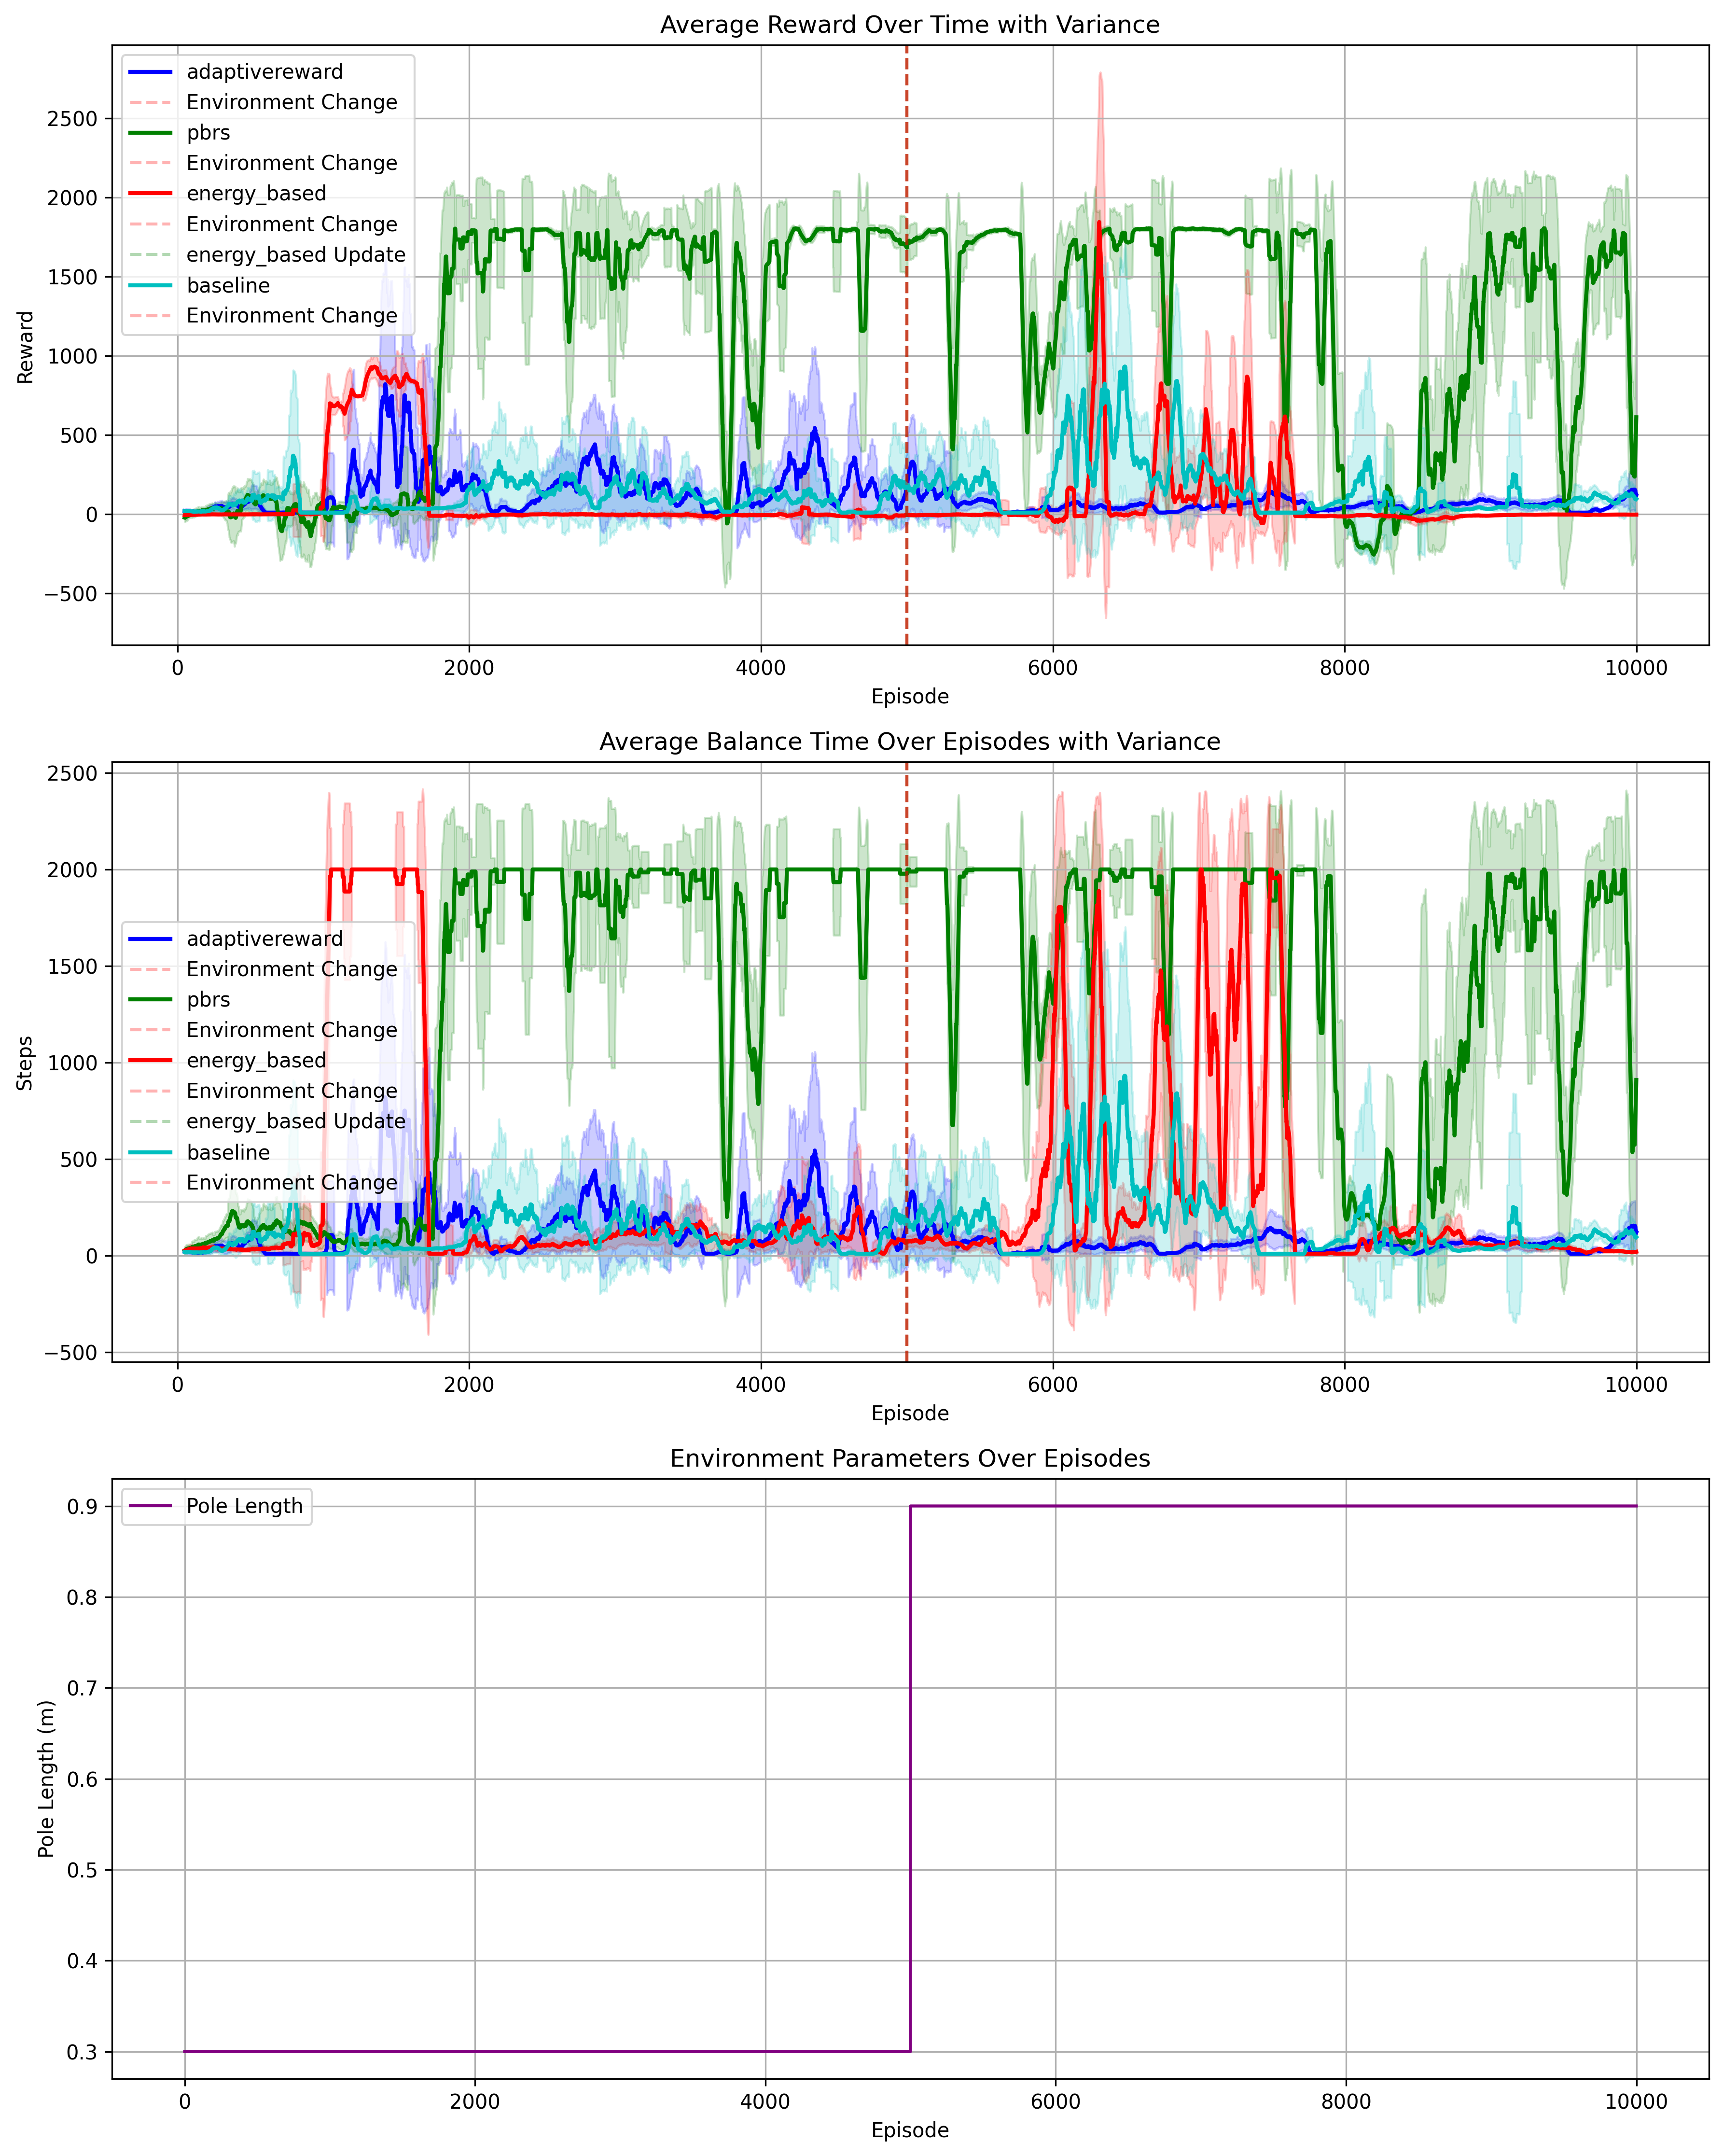 Average Reward Over Time with Variance
adaptivereward
Environment Change
pbrs
Environment Change
energy_based
Environment Change
energy_based Update
baseline
Environment Change
2500
2000
1500
1000
500
0
−500
Reward
0 2000 4000 6000 8000 10000
Episode
Average Balance Time Over Episodes with Variance
2500
2000
1500
1000
500
0
−500
Steps
adaptivereward
Environment Change
pbrs
Environment Change
energy_based
Environment Change
energy_based Update
baseline
Environment Change
0 2000 4000 6000 8000 10000
Episode
Environment Parameters Over Episodes
Pole Length
0.9
0.8
0.7
0.6
0.5
0.4
0.3
Pole Length (m)
0 2000 4000 6000 8000 10000
Episode